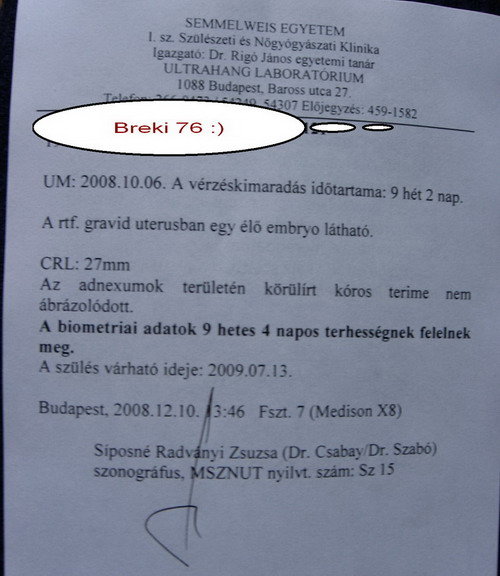 SEMMELWEIS EGYETEM
I. sz. Szülészeti és Nőgyógyászati Klinika
Igazgató: Dr. Rigó János egyetemi tanár
ULTRAHANG LABORATÓRIUM
1088 Budapest, Baross utca 27.
54307 Előjegyzés: 459-1582
Breki 76 :)
UM: 2008.10.06. A vérzéskimaradás időtartama: 9 hét 2 nap.
A rtf. gravid uterusban egy élő embryo látható.
CRL: 27mm
Az adnexumok területén körülírt kóros terime nem
ábrázolódott.
A biometriai adatok 9 hetes 4 napos terhességnek felelnek
meg.
A szülés várható ideje: 2009.07.13.
Budapest, 2008.12.10. 13:46 Fszt. 7 (Medison X8)
Siposné Radványi Zsuzsa (Dr. Csabay/Dr. Szabó)
szonográfus, MSZNUT nyilvt. szám: Sz 15